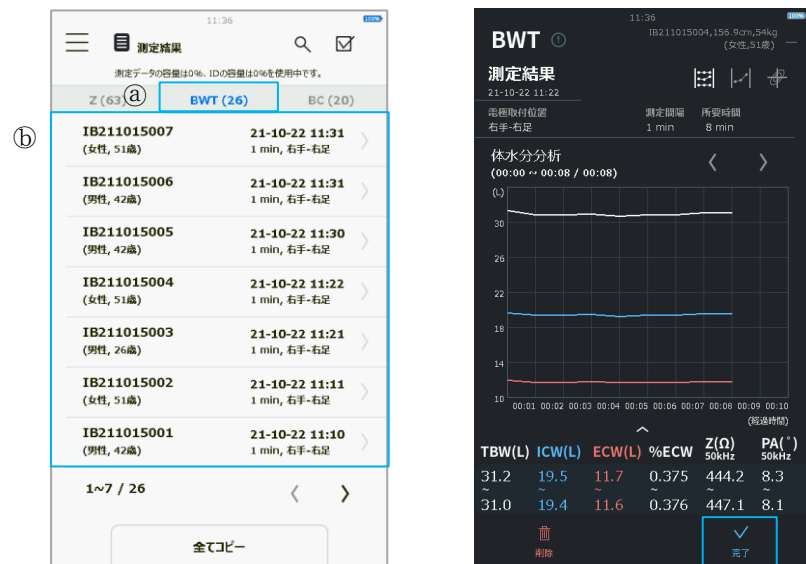 11:36
100%
測定結果
測定データの容量は0%、IDの容量は0%を使用中です。
Z (63)
ⓐ
BWT (26)
BC (20)
ⓑ
IB211015007 21-10-22 11:31
(女性, 51歳) 1 min, 右手-右足
IB211015006 21-10-22 11:31
(男性, 42歳) 1 min, 右手-右足
IB211015005 21-10-22 11:30
(男性, 42歳) 1 min, 右手-右足
IB211015004 21-10-22 11:22
(女性, 51歳) 1 min, 右手-右足
IB211015003 21-10-22 11:21
(男性, 26歳) 1 min, 右手-右足
IB211015002 21-10-22 11:11
(女性, 51歳) 1 min, 右手-右足
IB211015001 21-10-22 11:10
(男性, 42歳) 1 min, 右手-右足
1~7 / 26
全てコピー
11:36
100%
BWT
IB211015004,156.9cm,54kg
(女性,51歳)
測定結果
21-10-22 11:22
電極取付位置 測定間隔 所要時間
右手-右足 1 min 8 min
体水分分析
(00:00 ~ 00:08 / 00:08)
(L)
30
26
22
18
14
10
00:01 00:02 00:03 00:04 00:05 00:06 00:07 00:08 00:09 00:10
(経過時間)
TBW(L) ICW(L) ECW(L) %ECW Z(Ω) 50kHz PA(°) 50kHz
31.2 19.5 11.7 0.375 444.2 8.3
~ ~ ~ ~ ~ ~
31.0 19.4 11.6 0.376 447.1 8.1
削除 完了